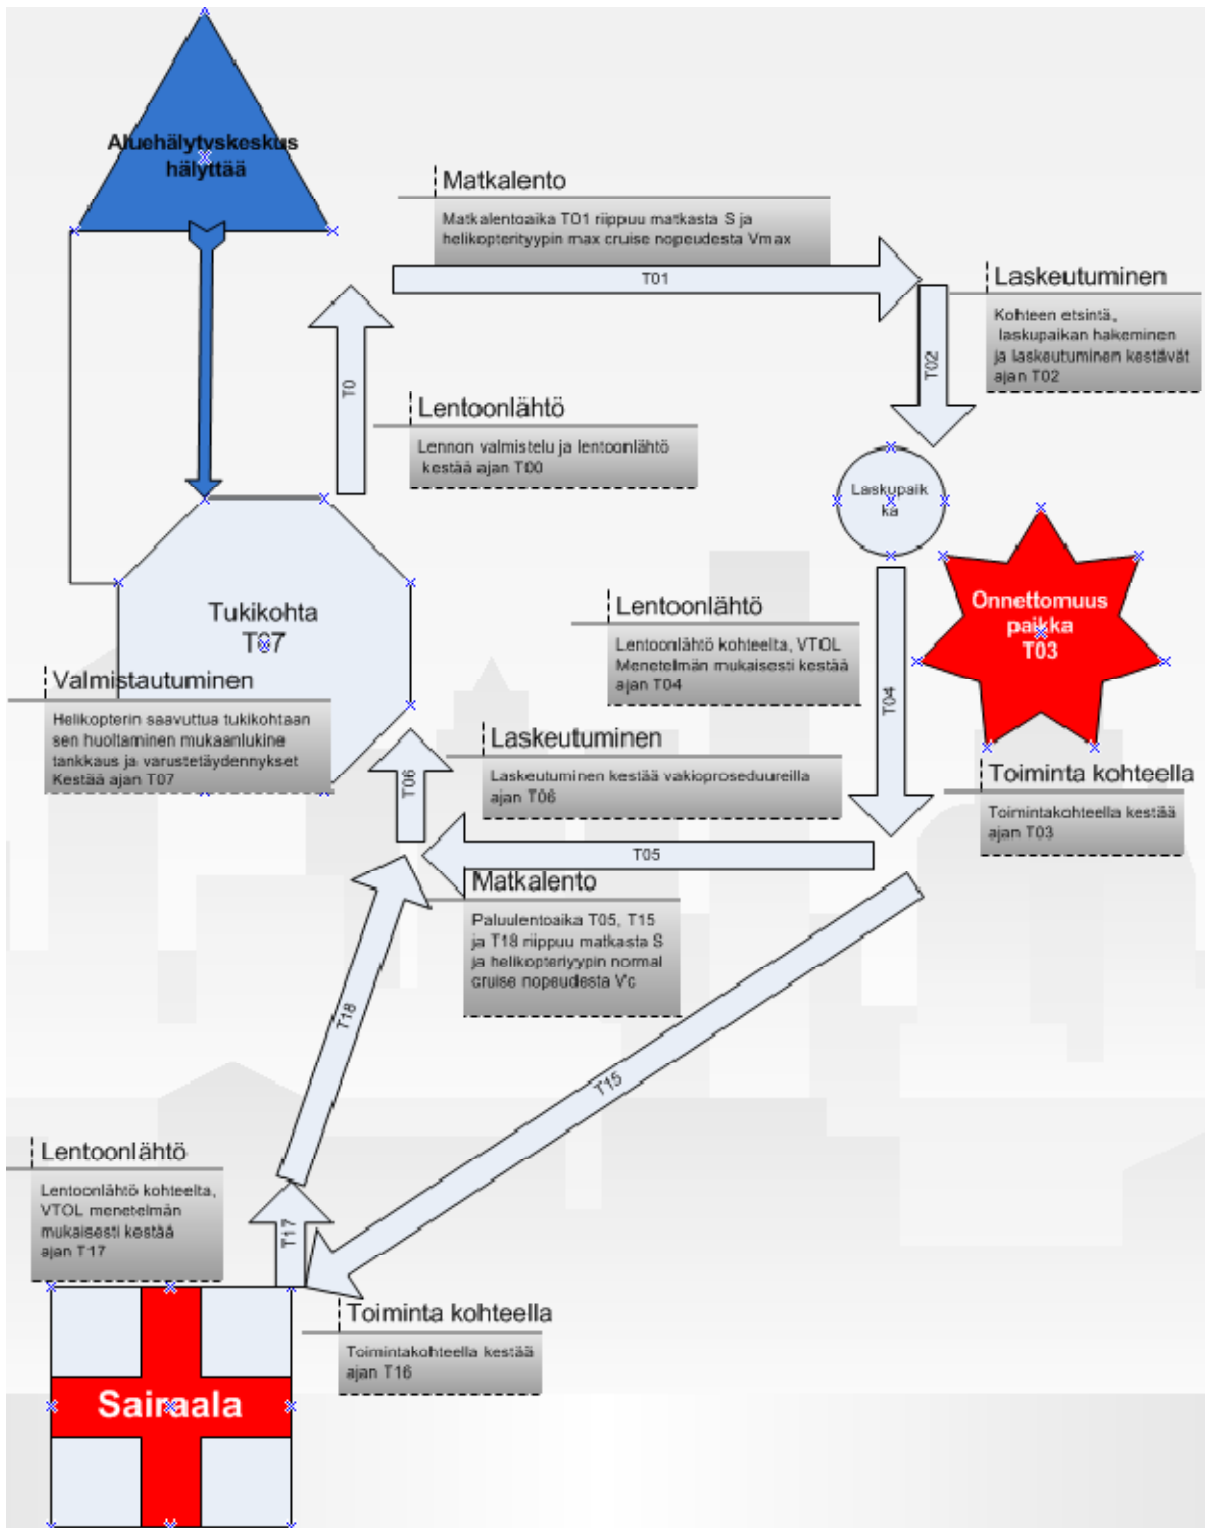 Aluehälytyskeskus
hälyttää
Matkalento
Matkalentoaika TO1 riippuu matkasta S ja
helikopterityypin max cruise nopeudesta Vmax
T01
Laskeutuminen
Kohteen etsintä,
laskupaikan hakeminen
ja laskeutuminen kestävät
ajan T02
T02
T0
Lentoonlähtö
Lennon valmistelu ja lentoonlähtö
kestää ajan T00
Laskupaik
ka
Onnettomuus
paikka
T03
Tukikohta
T07
Lentoonlähtö
Lentoonlähtö kohteelta, VTOL
Menetelmän mukaisesti kestää
ajan T04
T04
Valmistautuminen
Helikopterin saavuttua tukikohtaan
sen huoltaminen mukaanlukine
tankkaus ja varustetäydennykset
Kestää ajan T07
T06
Laskeutuminen
Laskeutuminen kestää vakioproseduureilla
ajan T06
Toiminta kohteella
Toimintakohteella kestää
ajan T03
T05
Matkalento
Paluulentoaika T05, T15
ja T18 riippuu matkasta S
ja helikopteriyypin normal
cruise nopeudesta Vc
T18
T15
Lentoonlähtö
Lentoonlähtö kohteelta,
VTOL menetelmän
mukaisesti kestää
ajan T17
T17
Toiminta kohteella
Toimintakohteella kestää
ajan T16
Sairaala